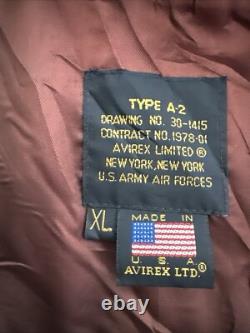 TYPE A-2
DRAWING NO. 30-1415
CONTRACT NO. 1978-01
AVIREX LIMITED®
NEW YORK, NEW YORK
U.S. ARMY AIR FORCES
XL
MADE IN
U.S.A
AVIREX LTD.®